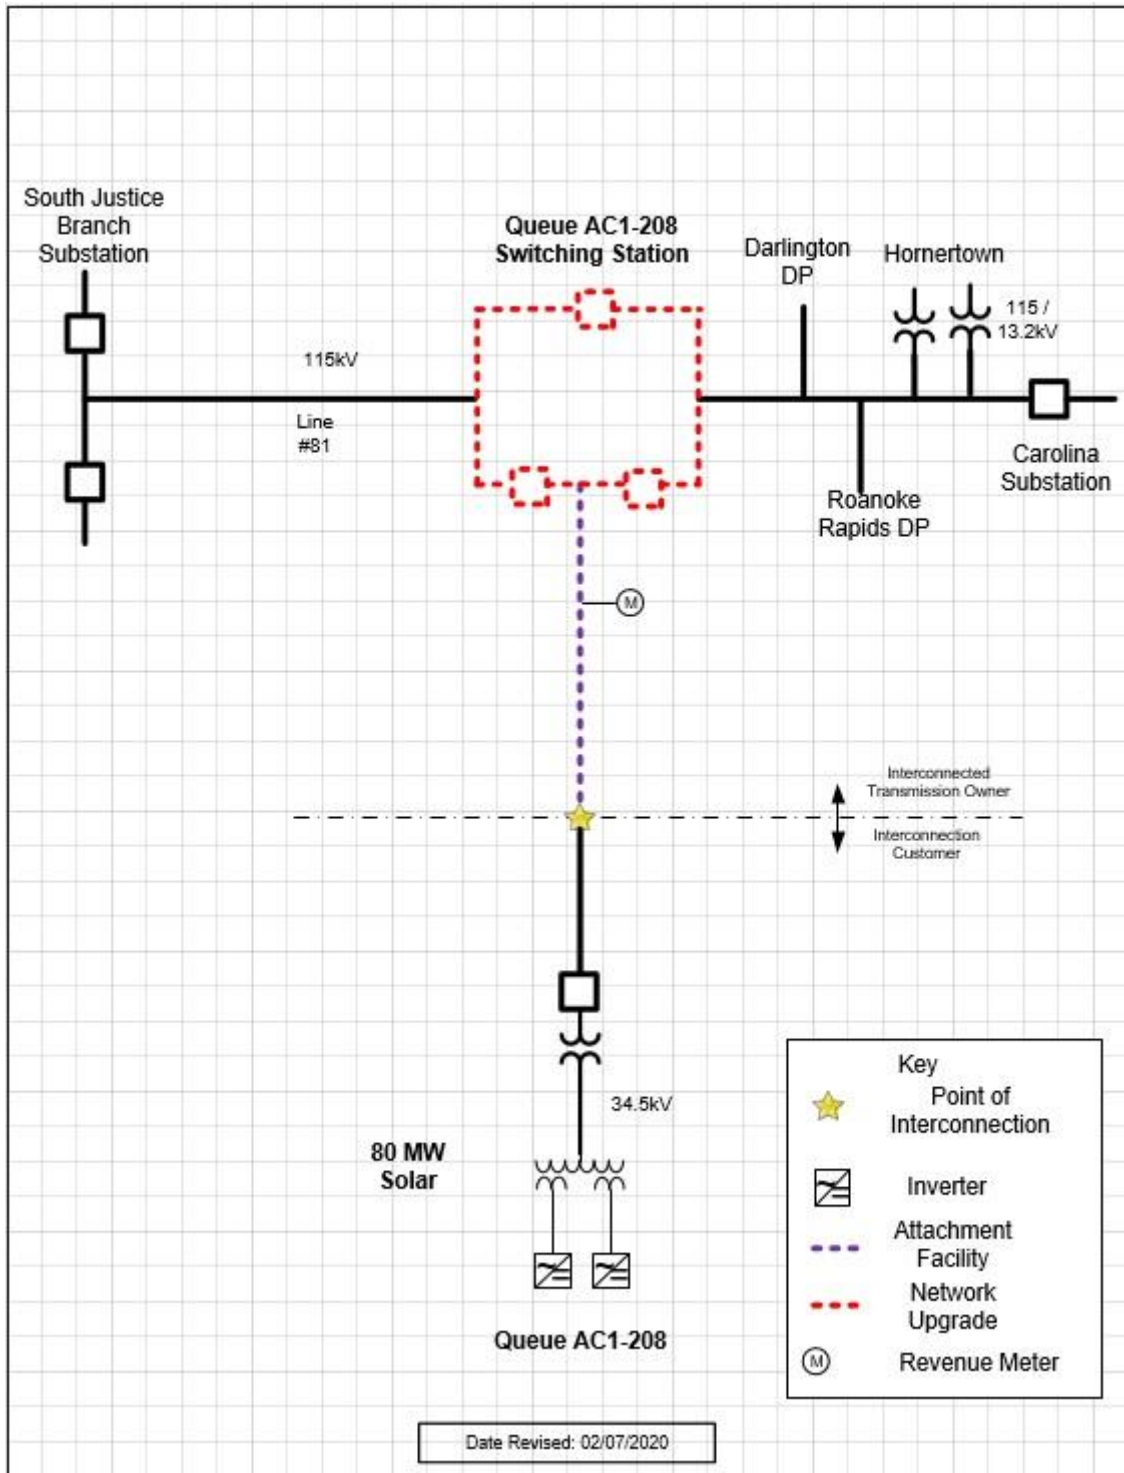 South Justice
Branch
Substation
Queue AC1-208
Switching Station
Darlington
DP
Hornertown
115 /
13.2kV
115kV
Line
#81
Carolina
Substation
Roanoke
Rapids DP
M
Interconnected
Transmission Owner
Interconnection
Customer
34.5kV
80 MW
Solar
Queue AC1-208
Key
Point of
Interconnection
Inverter
Attachment
Facility
Network
Upgrade
M
Revenue Meter
Date Revised: 02/07/2020